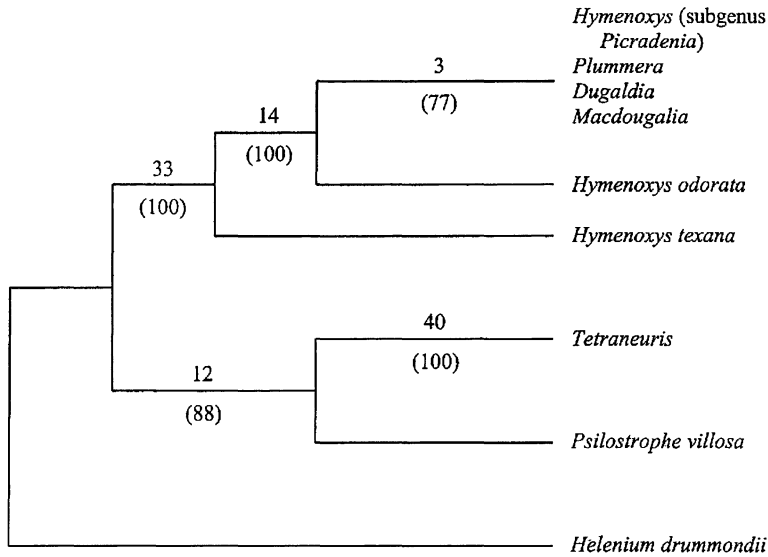 Hymenoxys (subgenus
Picradenia)
3
Plummera
(77)
Dugaldia
14
Macdougalia
(100)
33
Hymenoxys odorata
(100)
Hymenoxys texana
40
Tetraneuris
(100)
12
(88)
Psilostrophe villosa
Helenium drummondii